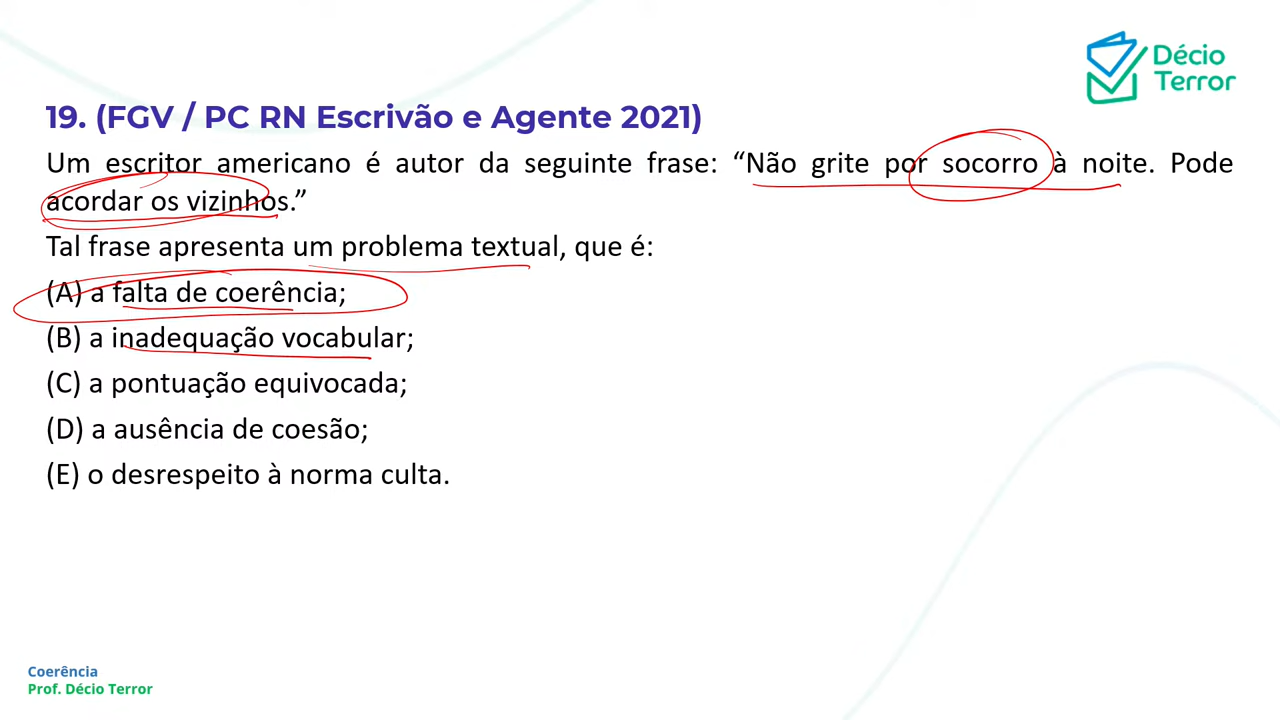 Décio
Terror
19. (FGV / PC RN Escrivão e Agente 2021)
Um escritor americano é autor da seguinte frase: “Não grite por socorro à noite. Pode
acordar os vizinhos.”
Tal frase apresenta um problema textual, que é:
(A) a falta de coerência;
(B) a inadequação vocabular;
(C) a pontuação equivocada;
(D) a ausência de coesão;
(E) o desrespeito à norma culta.
Coerência
Prof. Décio Terror